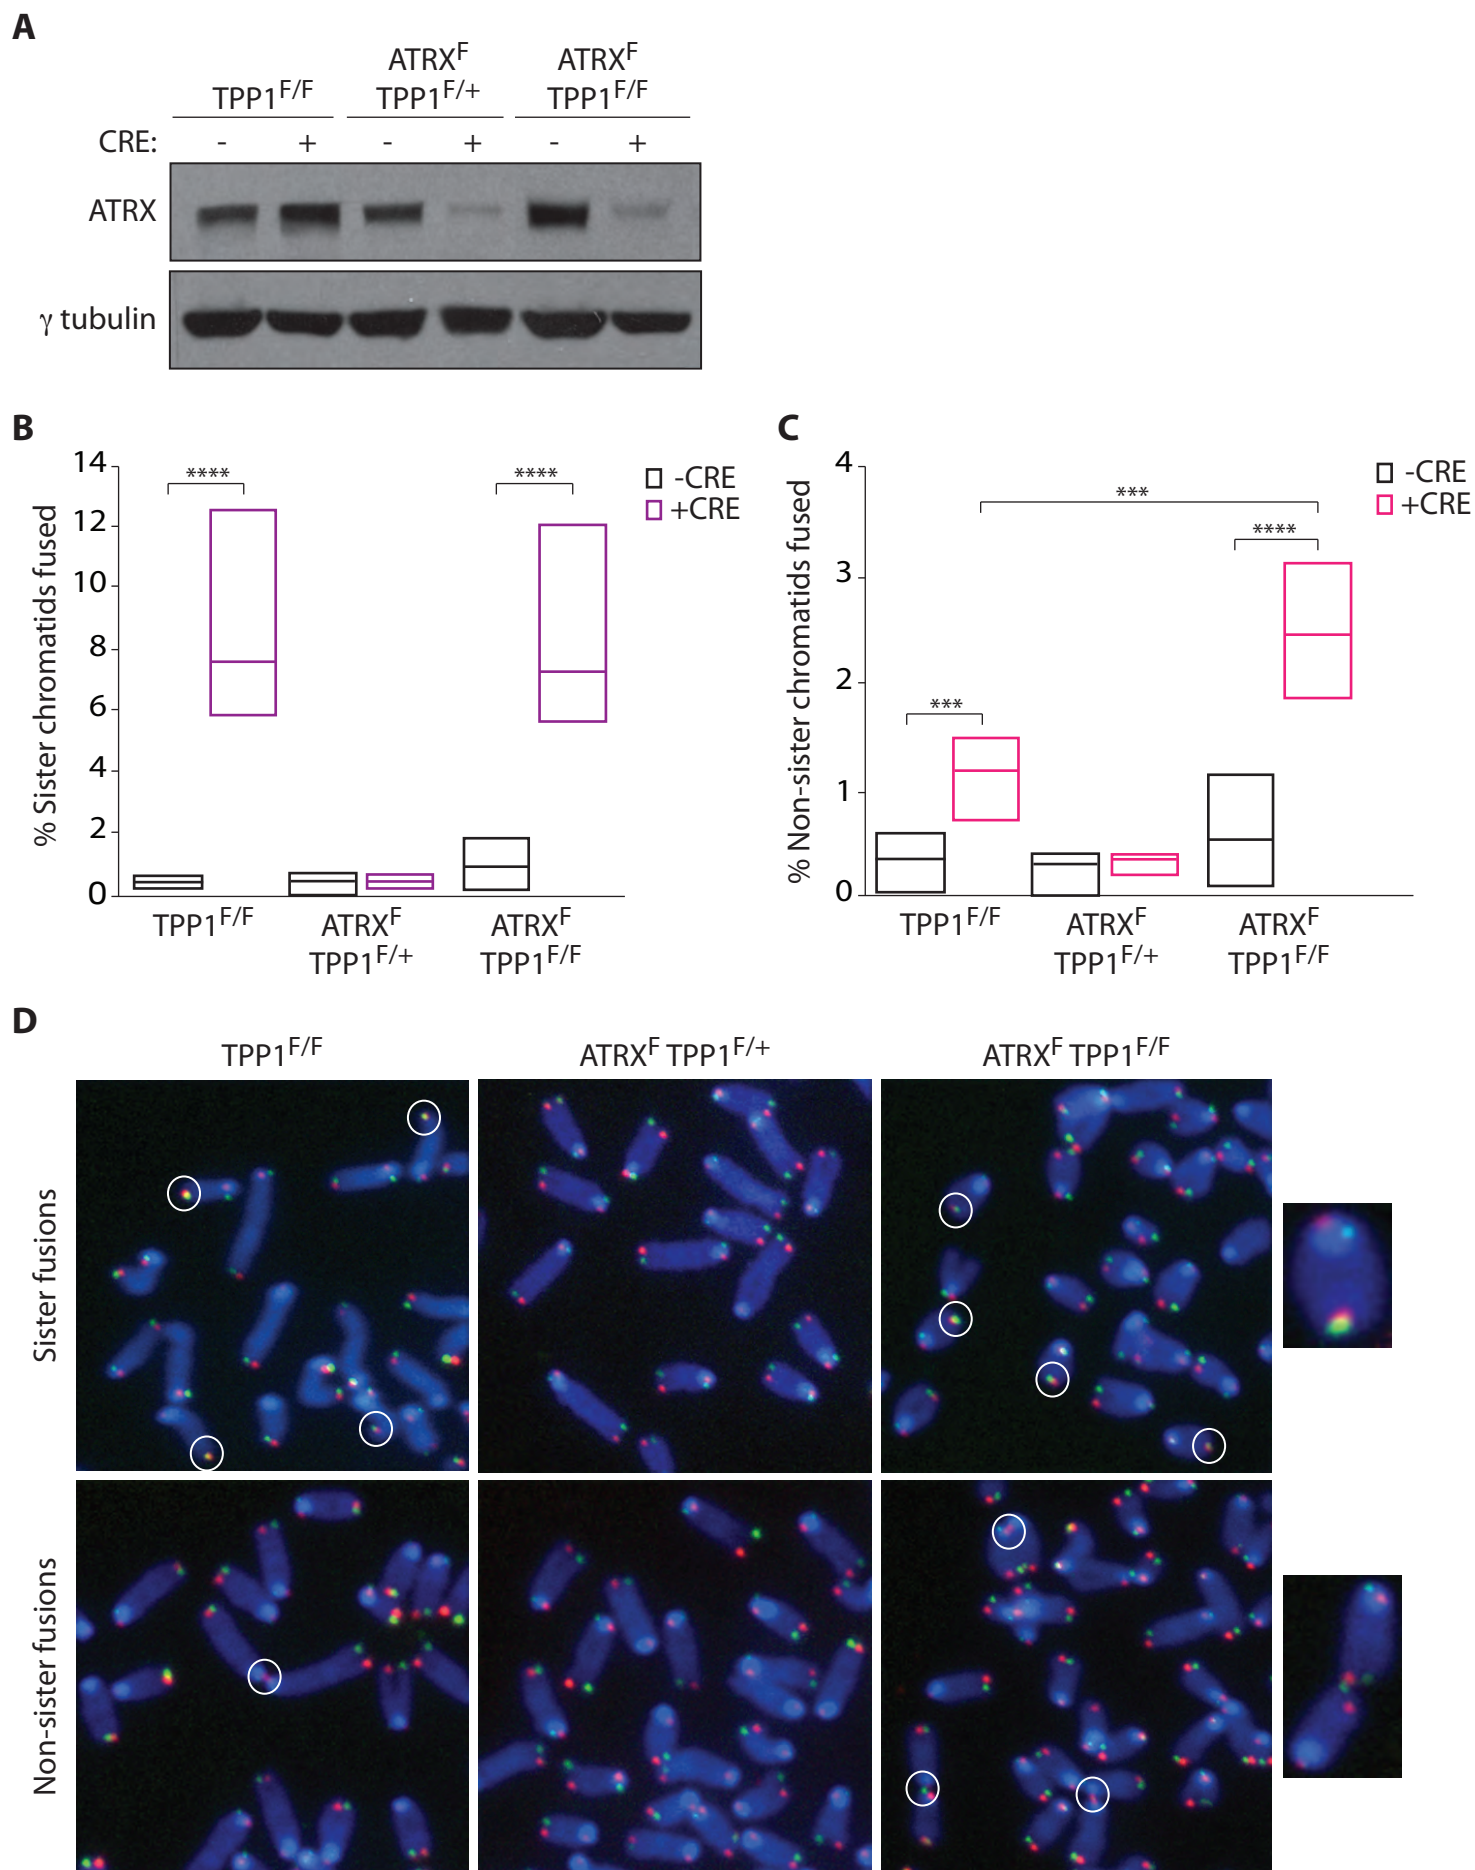 A
TPP1F/F
ATRXF
TPP1F/+
ATRXF
TPP1F/F
CRE: - + - + - +
ATRX
γ tubulin
B
% Sister chromatids fused
14
12
10
8
6
4
2
0
****
****
-CRE
+CRE
TPP1F/F
ATRXF
TPP1F/+
ATRXF
TPP1F/F
C
% Non-sister chromatids fused
4
3
2
1
0
***
***
****
-CRE
+CRE
TPP1F/F
ATRXF
TPP1F/+
ATRXF
TPP1F/F
D
TPP1F/F
ATRXF TPP1F/+
ATRXF TPP1F/F
Sister fusions
Non-sister fusions